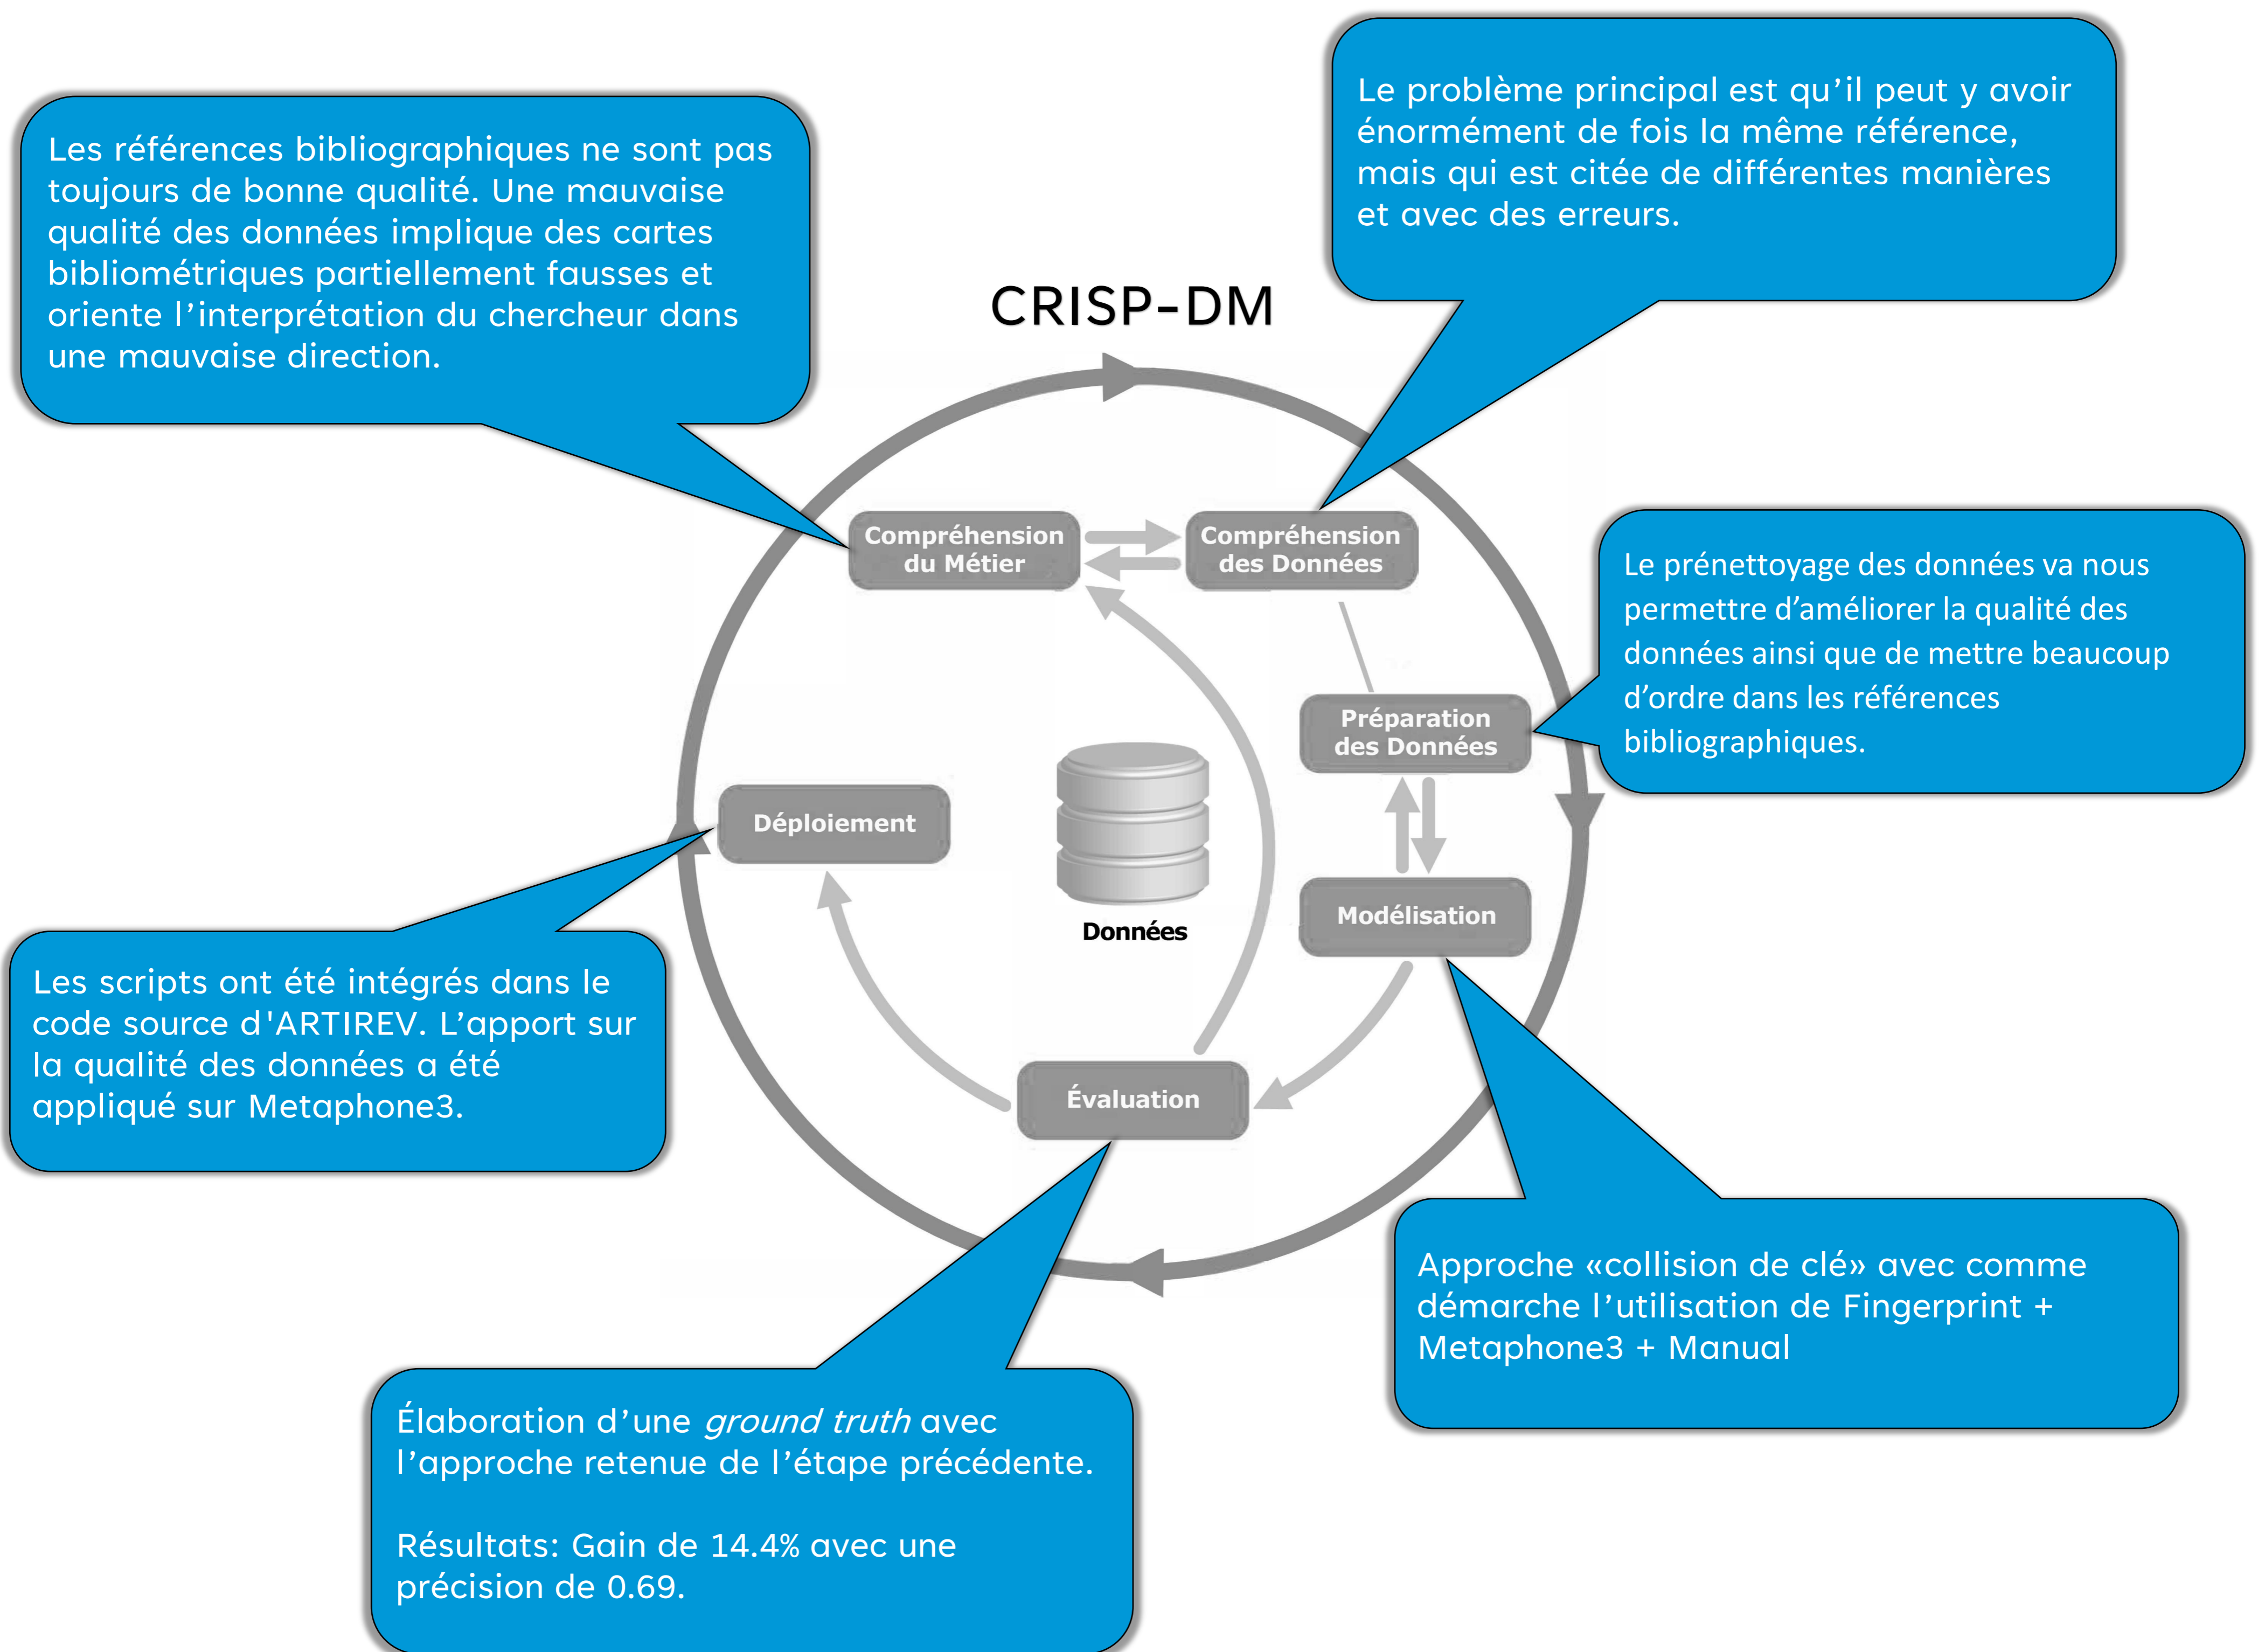 Le problème principal est qu’il peut y avoir
énormément de fois la même référence,
mais qui est citée de différentes manières
et avec des erreurs.
Les références bibliographiques ne sont pas
toujours de bonne qualité. Une mauvaise
qualité des données implique des cartes
bibliométriques partiellement fausses et
oriente l’interprétation du chercheur dans
une mauvaise direction.
CRISP-DM
Compréhension
du Métier
Compréhension
des Données
Le prénettoyage des données va nous
permettre d’améliorer la qualité des
données ainsi que de mettre beaucoup
d’ordre dans les références
bibliographiques.
Préparation
des Données
Déploiement
Données
Modélisation
Les scripts ont été intégrés dans le
code source d'ARTIREV. L’apport sur
la qualité des données a été
appliqué sur Metaphone3.
Évaluation
Approche «collision de clé» avec comme
démarche l’utilisation de Fingerprint +
Metaphone3 + Manual
Élaboration d’une ground truth avec
l’approche retenue de l’étape précédente.
Résultats: Gain de 14.4% avec une
précision de 0.69.